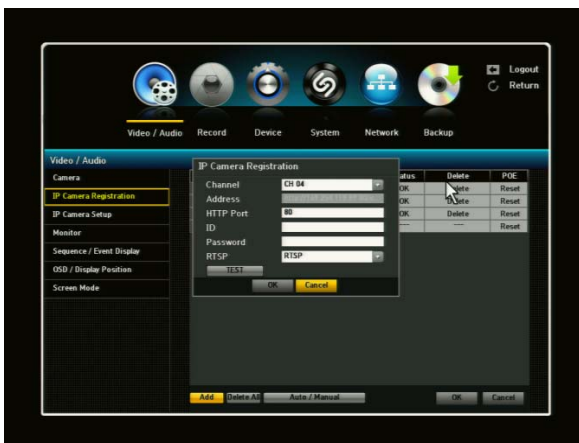 Logout
Return
Video / Audio Record Device System Network Backup
Video / Audio
Camera
IP Camera Registration
IP Camera Setup
Monitor
Sequence / Event Display
OSD / Display Position
Screen Mode
IP Camera Registration
Channel CH 04
Address
HTTP Port 80
ID
Password
RTSP RTSP
TEST
OK Cancel
Delete POE
OK Reset
OK Reset
OK Delete Reset
---- ---- Reset
Add Delete All Auto / Manual OK Cancel